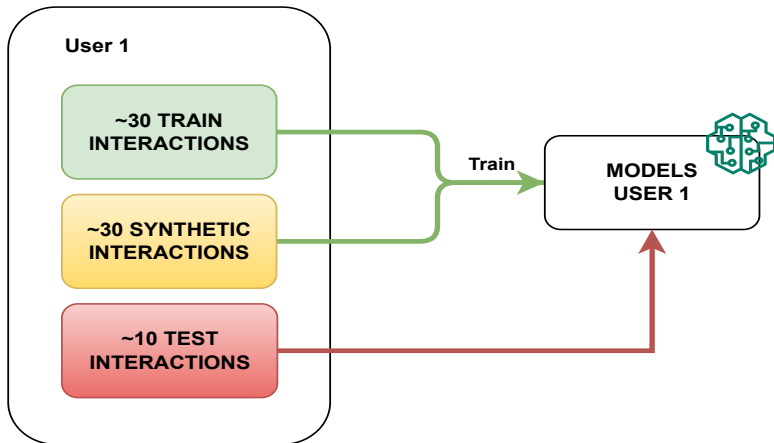 User 1
~30 TRAIN
INTERACTIONS
Train
MODELS
USER 1
~30 SYNTHETIC
INTERACTIONS
~10 TEST
INTERACTIONS